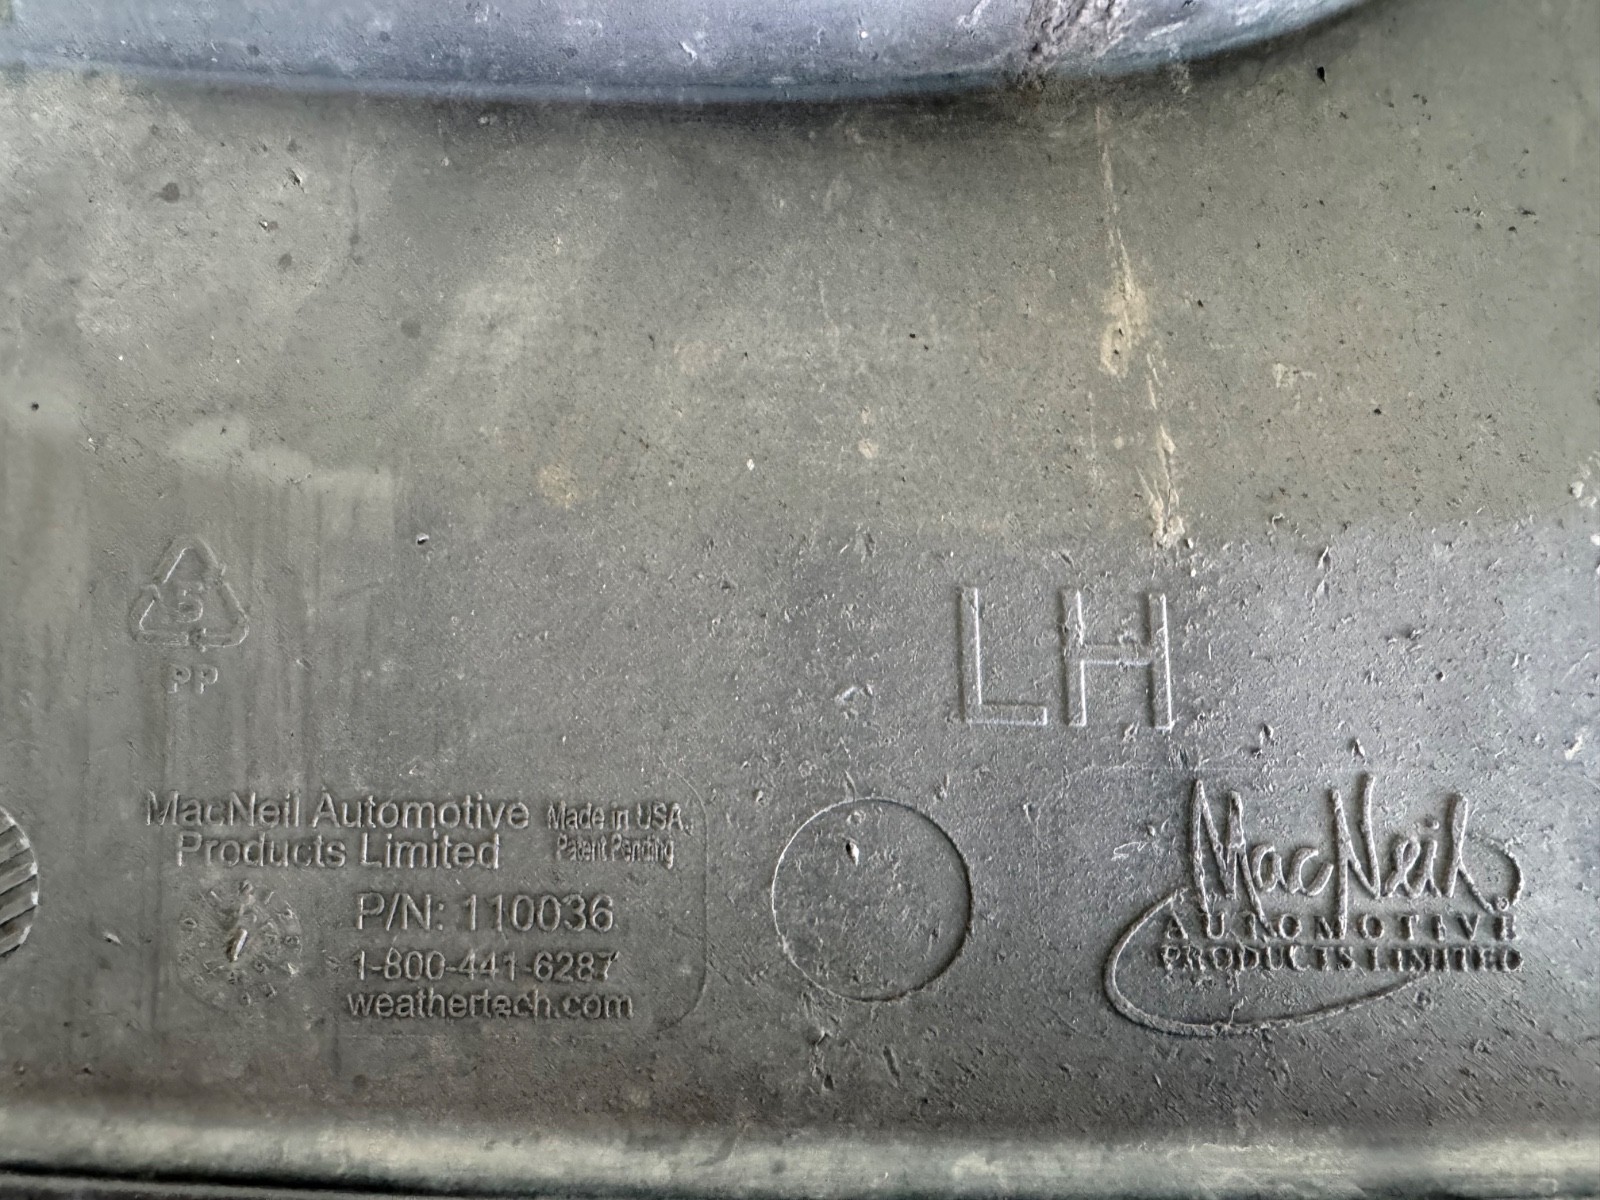 5
PP
LH
MacNeil Automotive
Products Limited
Made in USA.
Patent Pending
P/N: 110036
1-800-441-6287
weathertech.com
MacNeil®
AUTOMOTIVE
PRODUCTS LIMITED